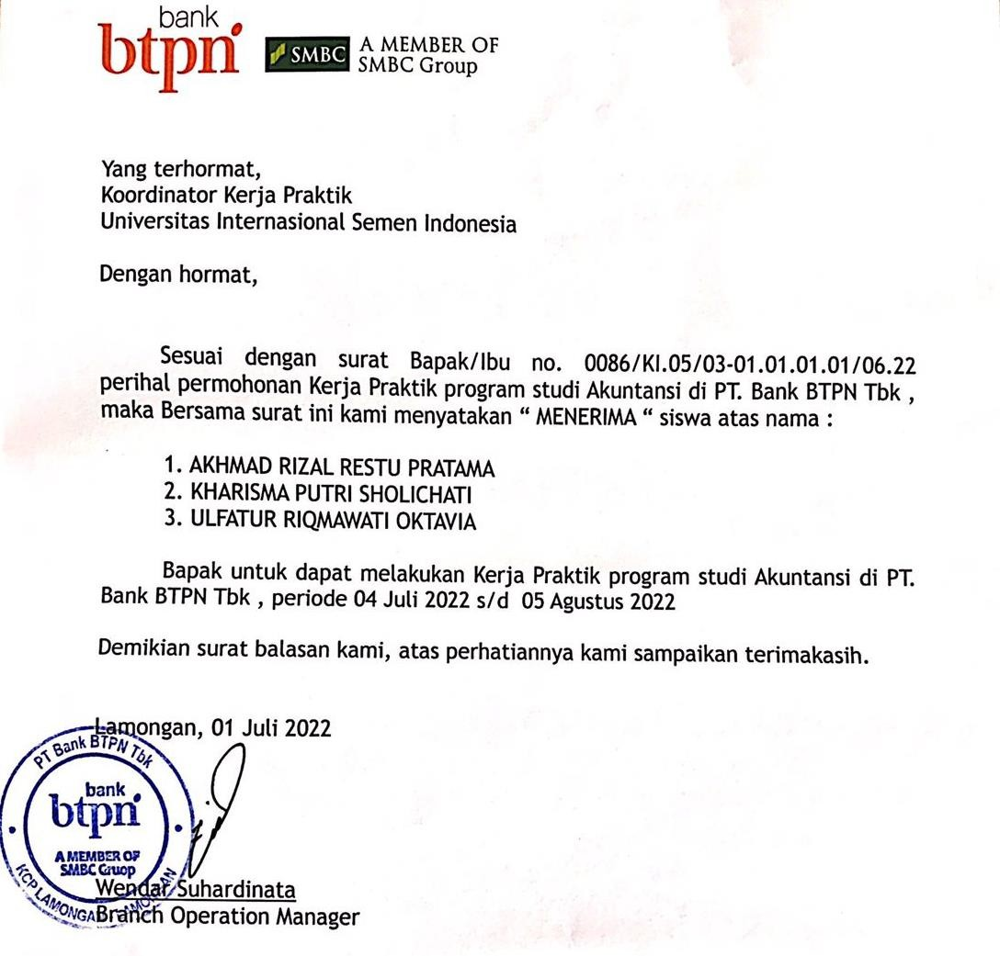 bank
btpn
SMBC
A MEMBER OF
SMBC Group
Yang terhormat,
Koordinator Kerja Praktik
Universitas Internasional Semen Indonesia
Dengan hormat,
Sesuai dengan surat Bapak/Ibu no. 0086/KI.05/03-01.01.01.01/06.22
perihal permohonan Kerja Praktik program studi Akuntansi di PT. Bank BTPN Tbk ,
maka Bersama surat ini kami menyatakan “ MENERIMA “ siswa atas nama :
1. AKHMAD RIZAL RESTU PRATAMA
2. KHARISMA PUTRI SHOLICHATI
3. ULFATUR RIQMAWATI OKTAVIA
Bapak untuk dapat melakukan Kerja Praktik program studi Akuntansi di PT.
Bank BTPN Tbk , periode 04 Juli 2022 s/d 05 Agustus 2022
Demikian surat balasan kami, atas perhatiannya kami sampaikan terimakasih.
Lamongan, 01 Juli 2022
PT Bank BTPN Tbk
bank
btpn
A MEMBER OF
SMBC Gruop
KCP LAMONGAN
Wendar Suhardinata
Branch Operation Manager